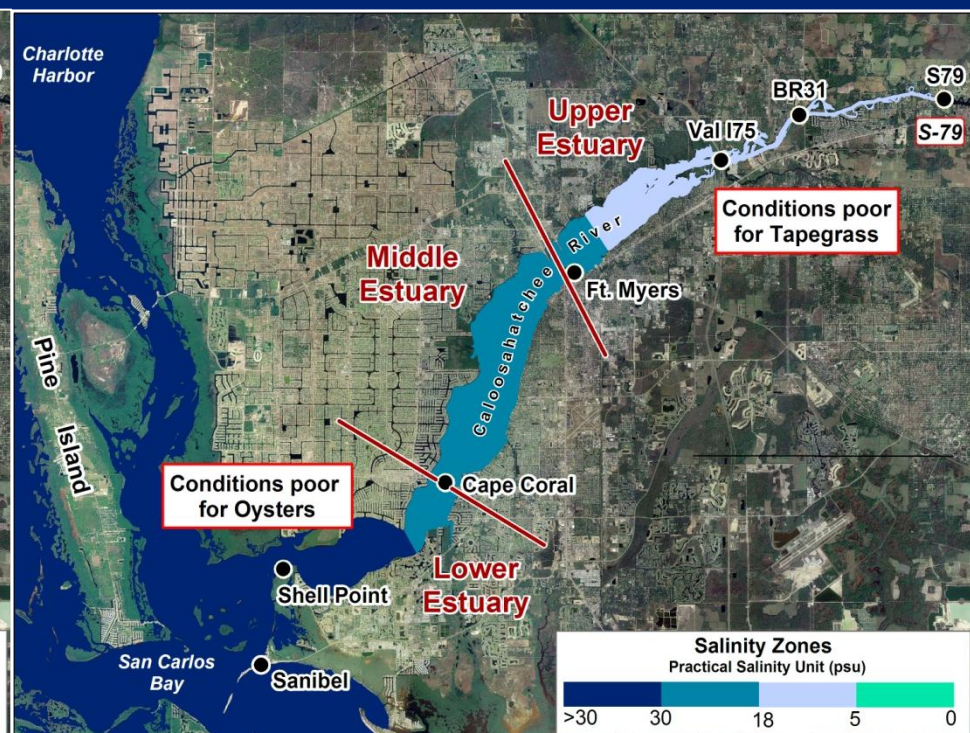 Charlotte
Harbor
S79
BR31
S-79
Upper
Estuary
Val I75
Conditions poor
for Tapegrass
Middle
Estuary
Caloosahatchee River
Ft. Myers
Pine
Island
Conditions poor
for Oysters
Cape Coral
Lower
Estuary
Shell Point
San Carlos
Bay
Sanibel
Salinity Zones
Practical Salinity Unit (psu)
>30 30 18 5 0